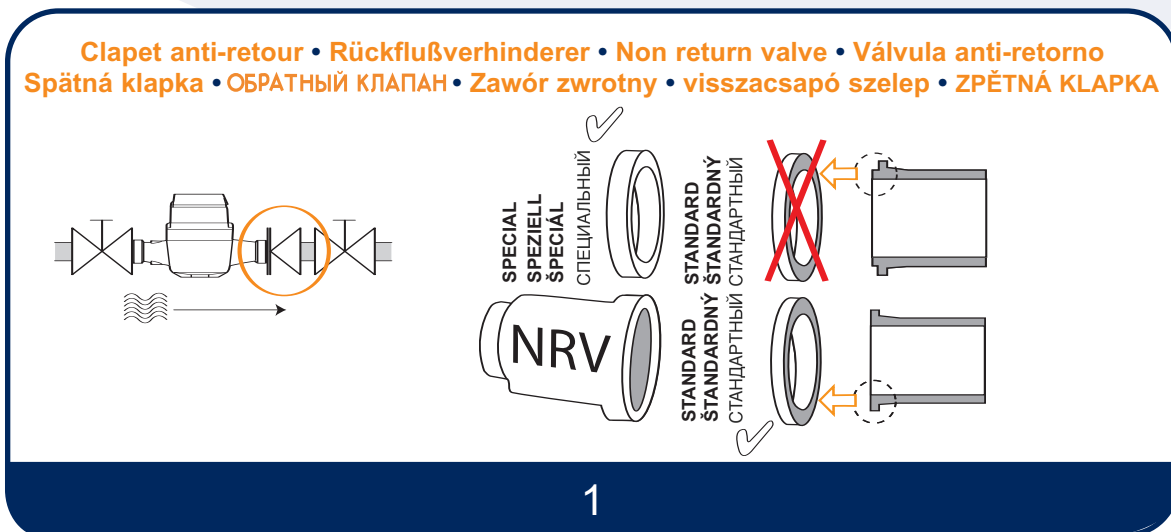 Clapet anti-retour • Rückflußverhinderer • Non return valve • Válvula anti-retorno
Spätná klapka • ОБРАТНЫЙ КЛАПАН • Zawór zwrotny • visszacsapó szelep • ZPĚTNÁ KLAPKA
SPECIAL
SPEZIELL
ŠPECIÁL
СПЕЦИАЛЬНЫЙ
STANDARD
ŠTANDARDNÝ
СТАНДАРТНЫЙ
NRV
STANDARD
ŠTANDARDNÝ
СТАНДАРТНЫЙ
1